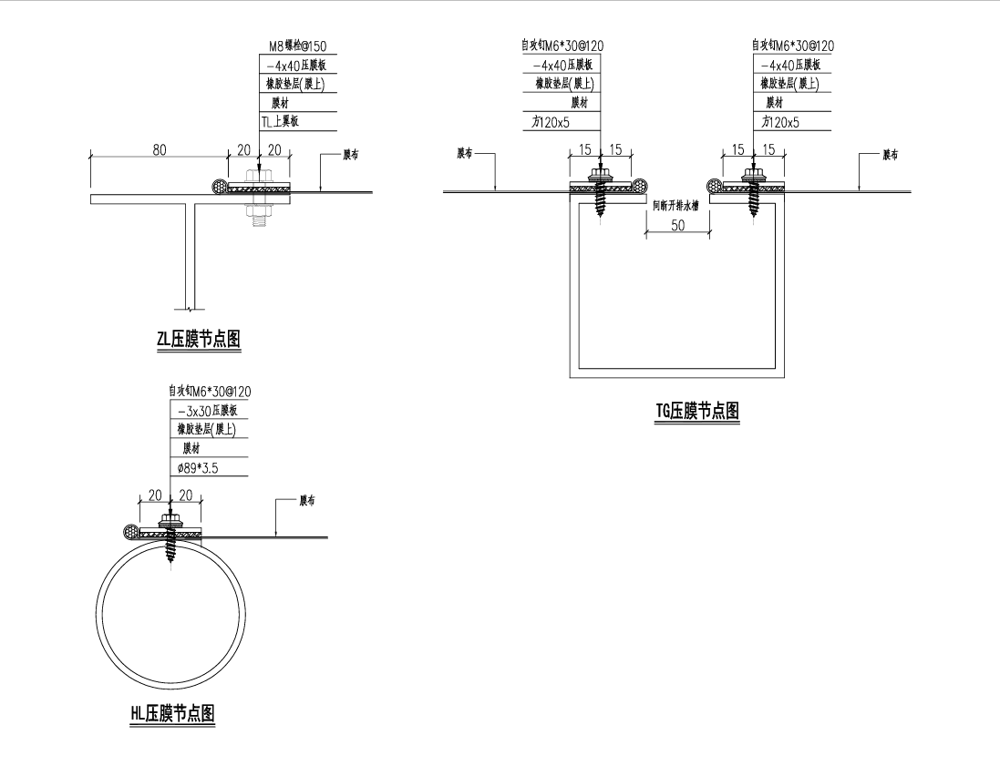 M8螺栓@150
-4x40压膜板
橡胶垫层(膜上)
膜材
TL上翼板
80
20
20
膜布
ZL压膜节点图
自攻钉M6*30@120
-4x40压膜板
橡胶垫层(膜上)
膜材
方120x5
15
15
膜布
自攻钉M6*30@120
-4x40压膜板
橡胶垫层(膜上)
膜材
方120x5
15
15
膜布
间断开排水槽
50
TG压膜节点图
自攻钉M6*30@120
-3x30压膜板
橡胶垫层(膜上)
膜材
Ø89*3.5
20
20
膜布
HL压膜节点图